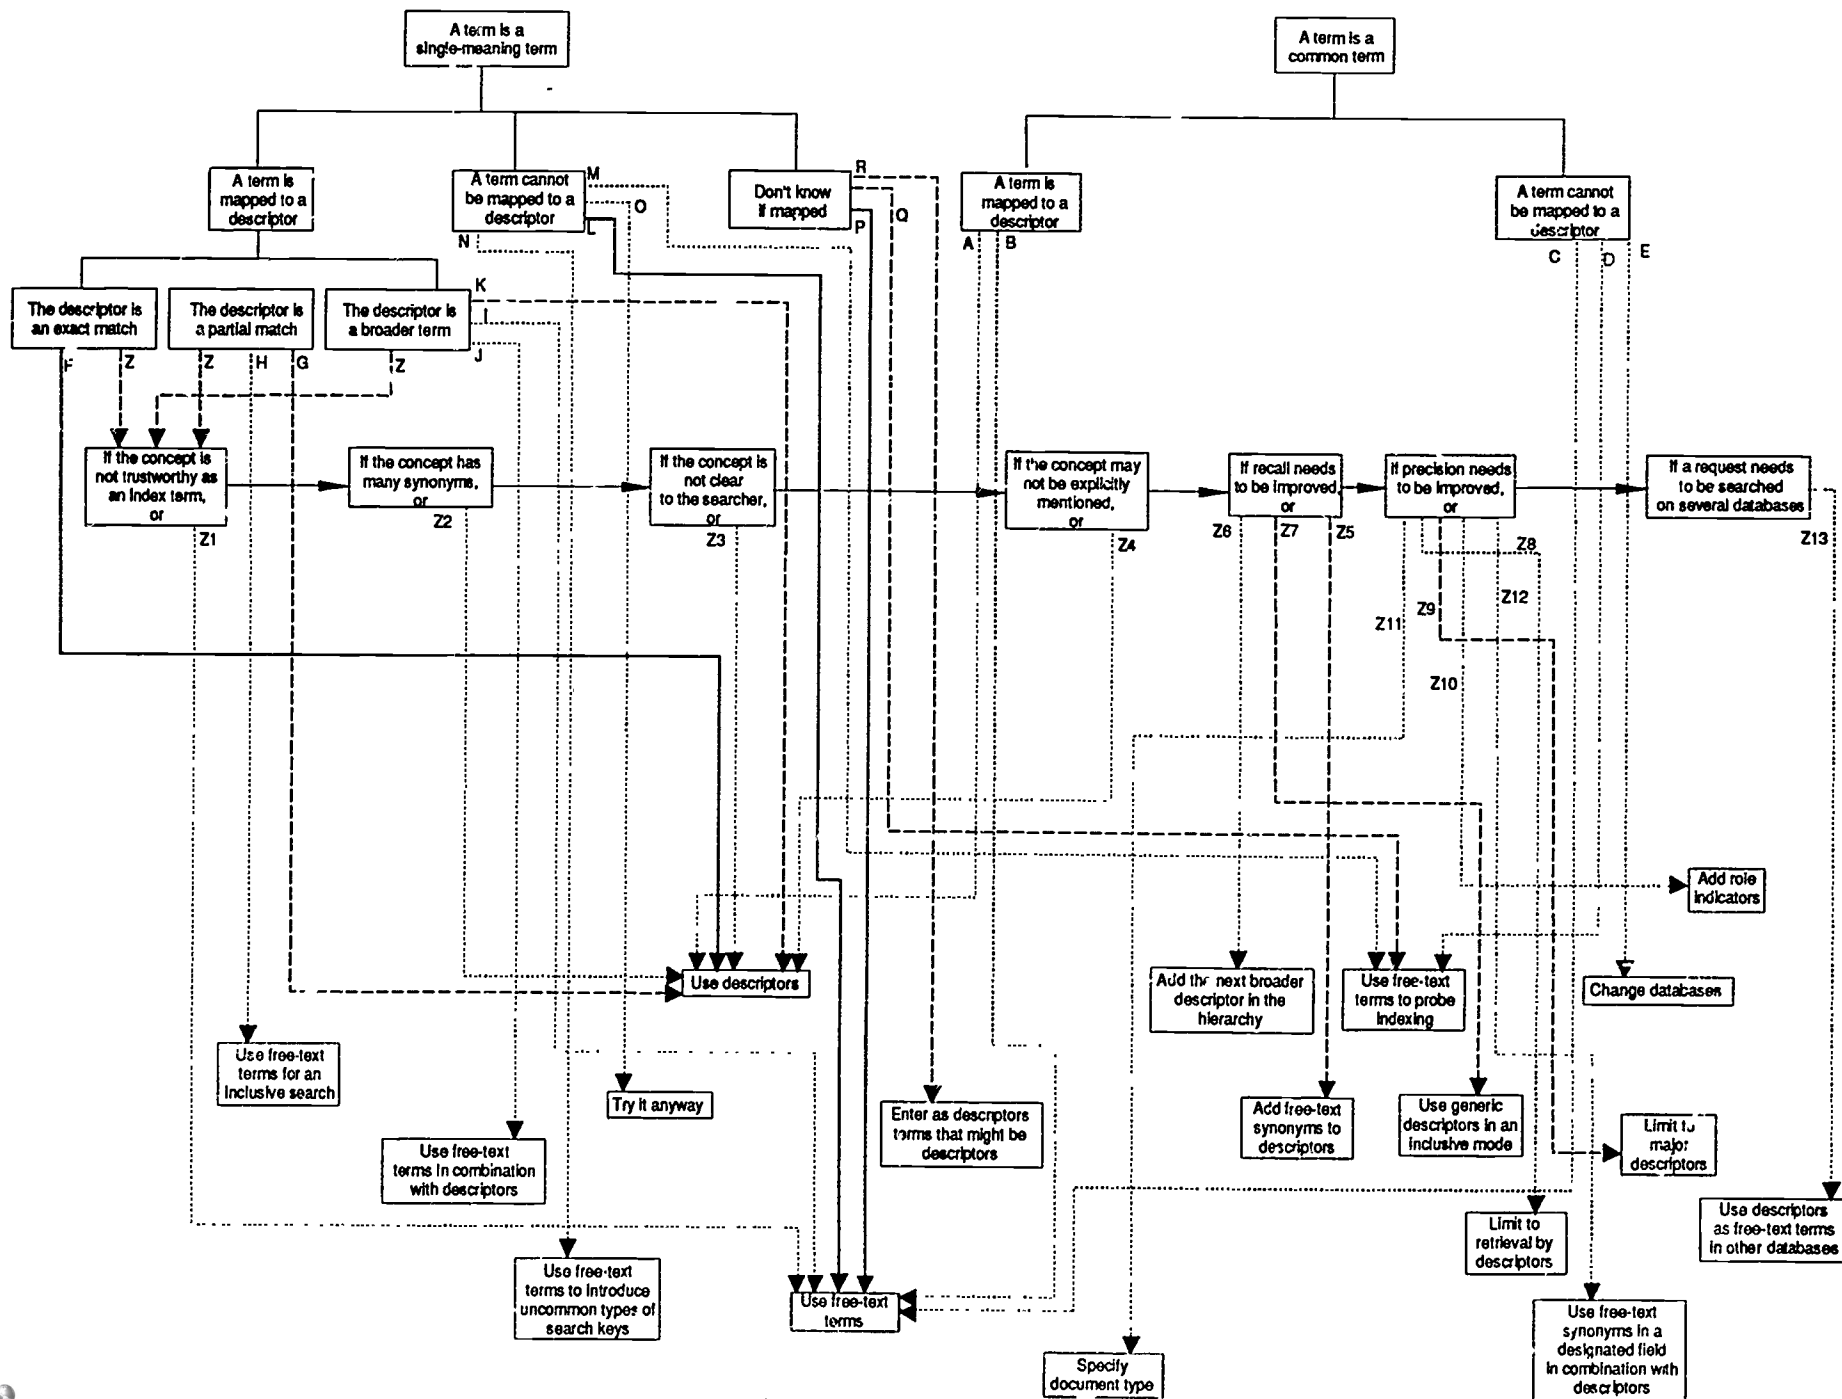 A term is a
single-meaning term
A term is a
common term
A term is
mapped to a
descriptor
A term cannot
be mapped to a
descriptor
Don't know
if mapped
A term is
mapped to a
descriptor
A term cannot
be mapped to a
descriptor
M
O
L
N
R
Q
P
A
B
C
D
E
The descriptor is
an exact match
The descriptor is
a partial match
The descriptor is
a broader term
K
I
J
F
Z
Z
H
G
Z
If the concept is
not trustworthy as
an index term,
or
If the concept has
many synonyms,
or
If the concept is
not clear
to the searcher,
or
If the concept may
not be explicitly
mentioned,
or
If recall needs
to be improved,
or
If precision needs
to be improved,
or
If a request needs
to be searched
on several databases
Z1
Z2
Z3
Z4
Z6
Z7
Z5
Z8
Z13
Z12
Z9
Z11
Z10
Add role
indicators
Use descriptors
Add the next broader
descriptor in the
hierarchy
Use free-text
terms to probe
indexing
Change databases
Use free-text
terms for an
inclusive search
Try it anyway
Enter as descriptors
terms that might be
descriptors
Add free-text
synonyms to
descriptors
Use generic
descriptors in an
inclusive mode
Limit to
major
descriptors
Use free-text
terms in combination
with descriptors
Use descriptors
as free-text terms
in other databases
Limit to
retrieval by
descriptors
Use free-text
terms to introduce
uncommon types of
search keys
Use free-text
terms
Use free-text
synonyms in a
designated field
in combination with
descriptors
Specify
document type